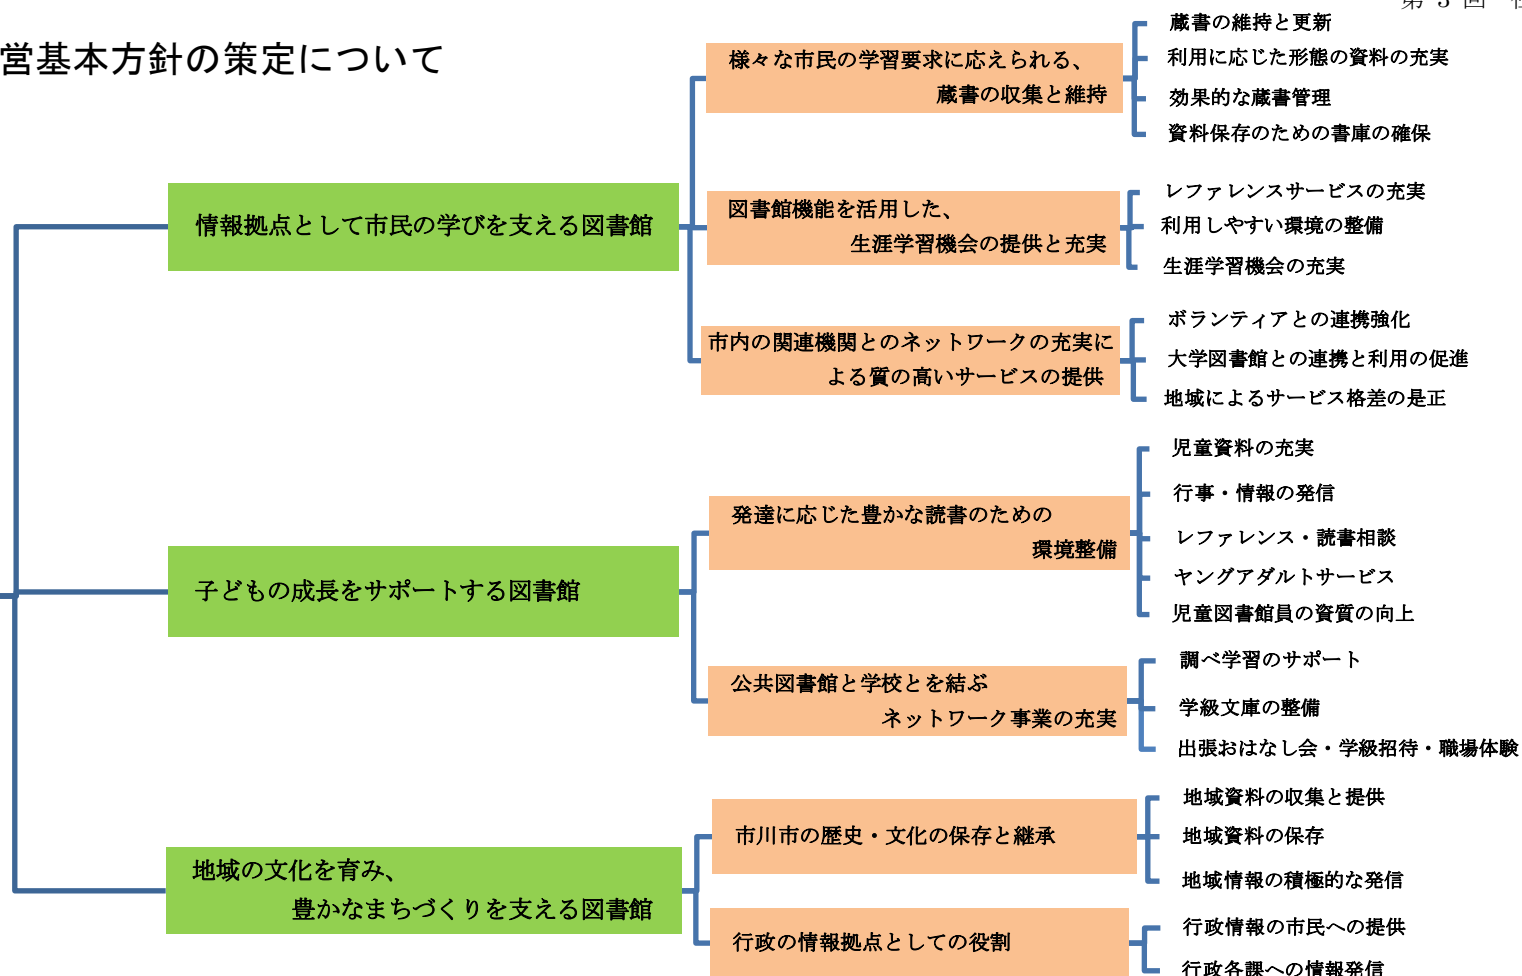 第 3 回
営基本方針の策定について
情報拠点として市民の学びを支える図書館
様々な市民の学習要求に応えられる、
蔵書の収集と維持
蔵書の維持と更新
利用に応じた形態の資料の充実
効果的な蔵書管理
資料保存のための書庫の確保
図書館機能を活用した、
生涯学習機会の提供と充実
レファレンスサービスの充実
利用しやすい環境の整備
生涯学習機会の充実
市内の関連機関とのネットワークの充実に
よる質の高いサービスの提供
ボランティアとの連携強化
大学図書館との連携と利用の促進
地域によるサービス格差の是正
子どもの成長をサポートする図書館
発達に応じた豊かな読書のための
環境整備
児童資料の充実
行事・情報の発信
レファレンス・読書相談
ヤングアダルトサービス
児童図書館員の資質の向上
公共図書館と学校とを結ぶ
ネットワーク事業の充実
調べ学習のサポート
学級文庫の整備
出張おはなし会・学級招待・職場体験
地域の文化を育み、
豊かなまちづくりを支える図書館
市川市の歴史・文化の保存と継承
地域資料の収集と提供
地域資料の保存
地域情報の積極的な発信
行政の情報拠点としての役割
行政情報の市民への提供
行政各課への情報発信